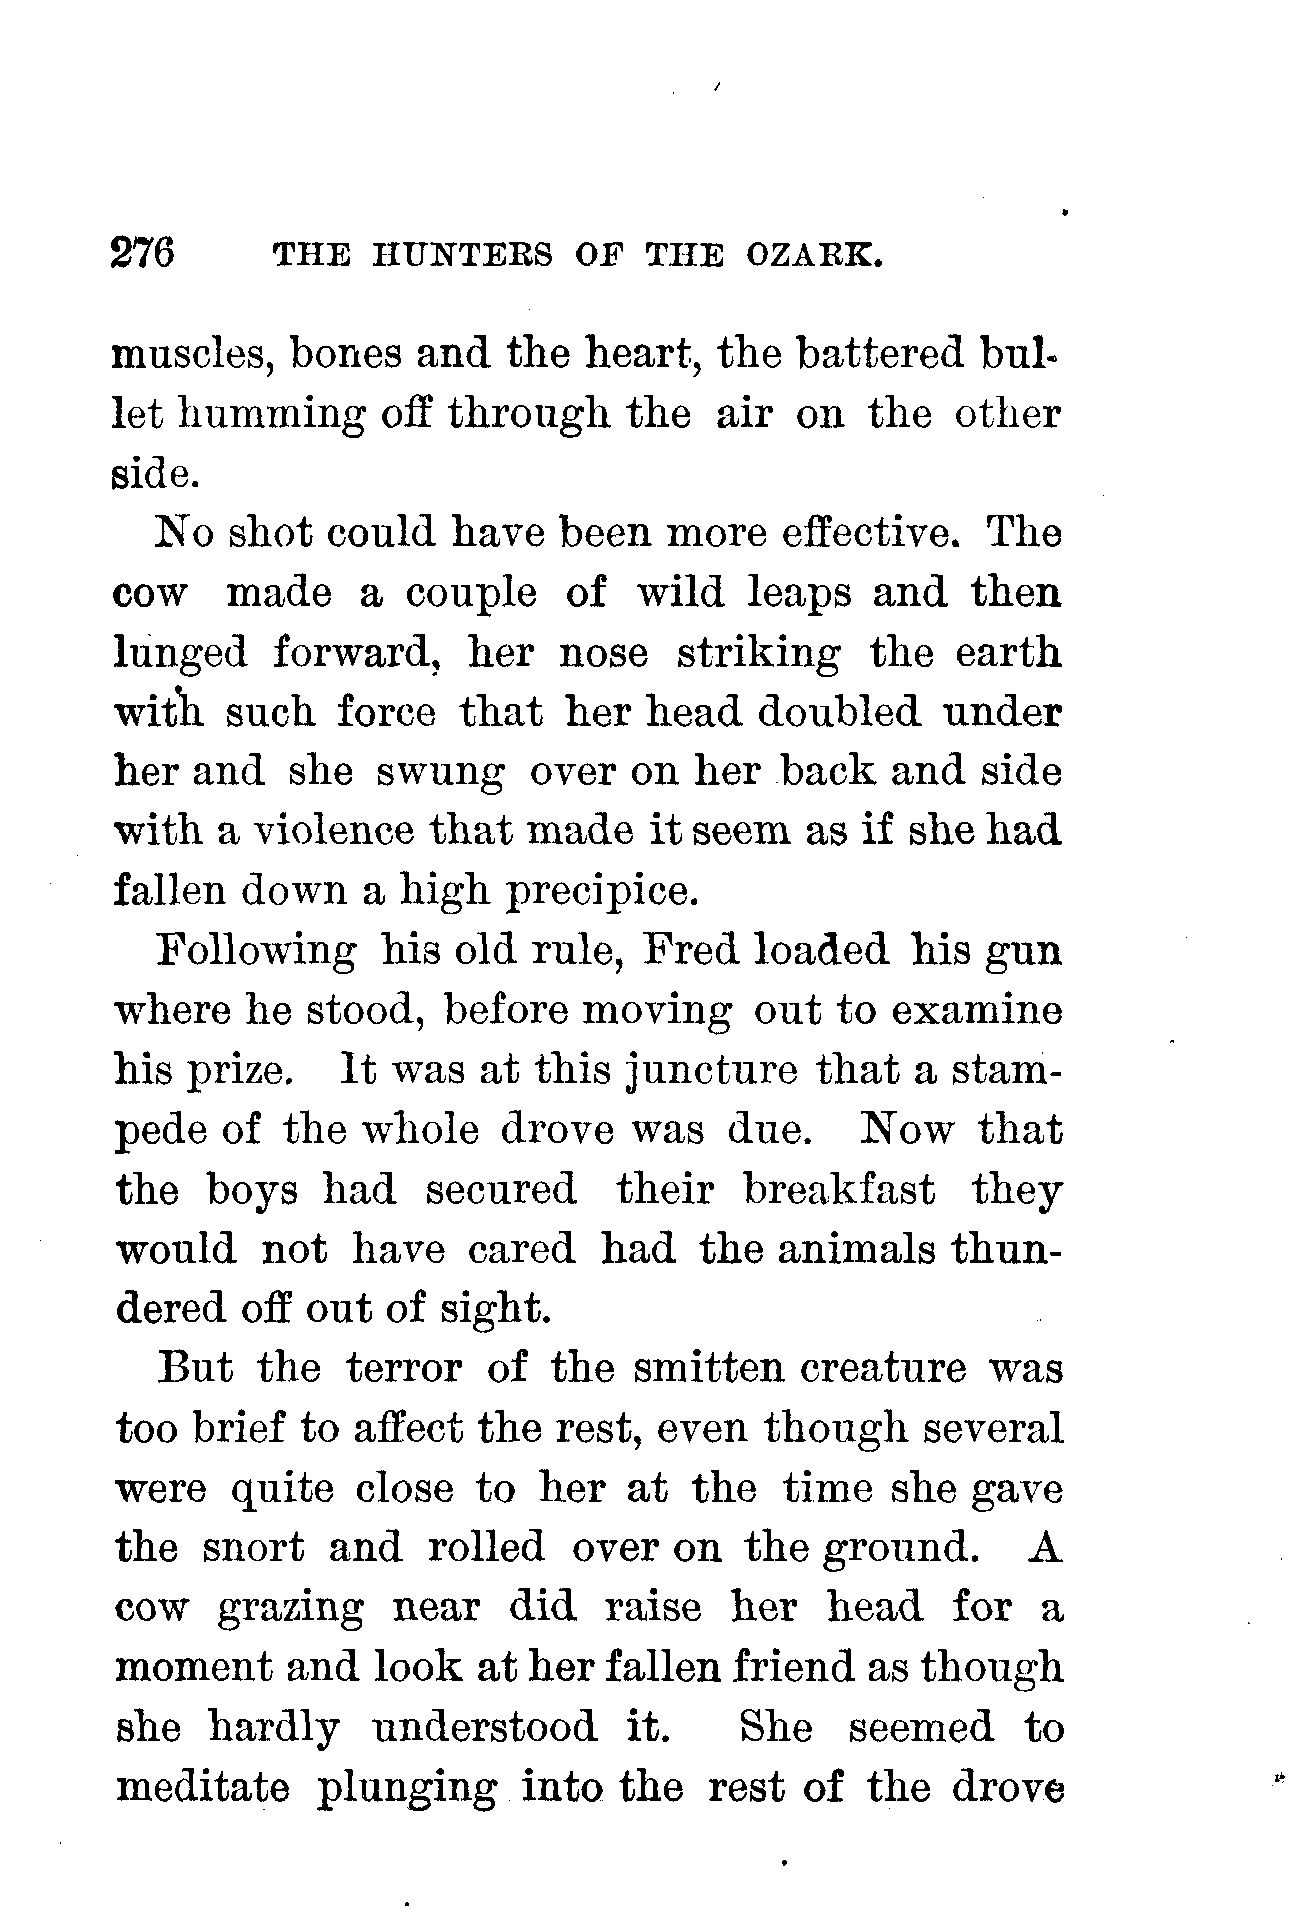 276 THE HUNTERS OF THE OZARK.
muscles, bones and the heart, the battered bul-
let humming off through the air on the other
side.
No shot could have been more effective. The
cow made a couple of wild leaps and then
lunged forward, her nose striking the earth
with such force that her head doubled under
her and she swung over on her back and side
with a violence that made it seem as if she had
fallen down a high precipice.
Following his old rule, Fred loaded his gun
where he stood, before moving out to examine
his prize. It was at this juncture that a stam-
pede of the whole drove was due. Now that
the boys had secured their breakfast they
would not have cared had the animals thun-
dered off out of sight.
But the terror of the smitten creature was
too brief to affect the rest, even though several
were quite close to her at the time she gave
the snort and rolled over on the ground. A
cow grazing near did raise her head for a
moment and look at her fallen friend as though
she hardly understood it. She seemed to
meditate plunging into the rest of the drove